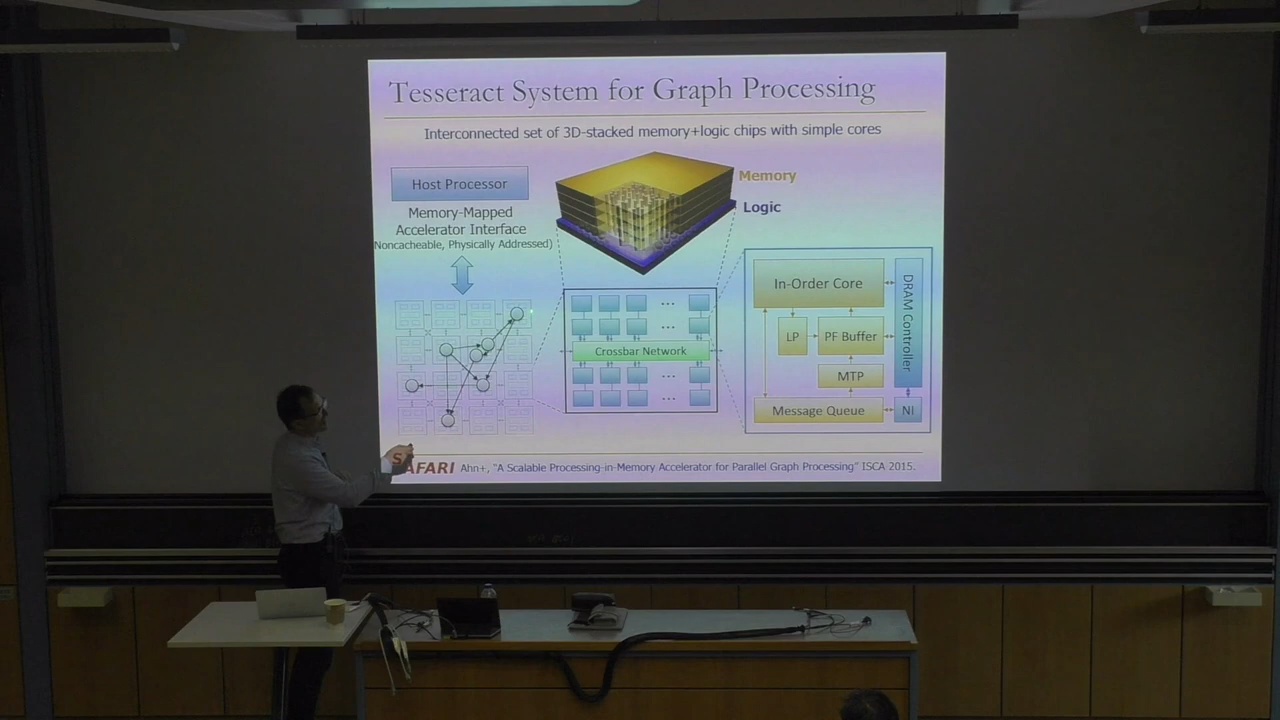 Tesseract System for Graph Processing
Interconnected set of 3D-stacked memory+logic chips with simple cores
Host Processor
Memory-Mapped
Accelerator Interface
Noncacheable, Physically Addressed)
Memory
Logic
Crossbar Network
In-Order Core
LP
PF Buffer
MTP
Message Queue
DRAM Controller
NI
SAFARI
Ahn+, “A Scalable Processing-in-Memory Accelerator for Parallel Graph Processing” ISCA 2015.